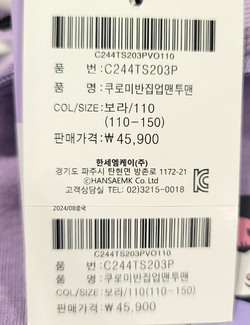 C244TS203PVO110
품 번 : C244TS203P
품 명 : 쿠로미반집업맨투맨
COL/SIZE: 보라/110
(110-150)
판매가격: ₩ 45,900
한세엠케이(주)
경기도 파주시 탄현면 방촌로 1172-21
ⒸHANSAEMK Co Ltd
고객상담실 TEL: 02)3215-0018
2024/08중국
C244TS203PVO110
품 번 : C244TS203P
품 명 : 쿠로미반집업맨투맨
COL/SIZE: 보라/110(110-150)
판매가격: ₩ 45,900